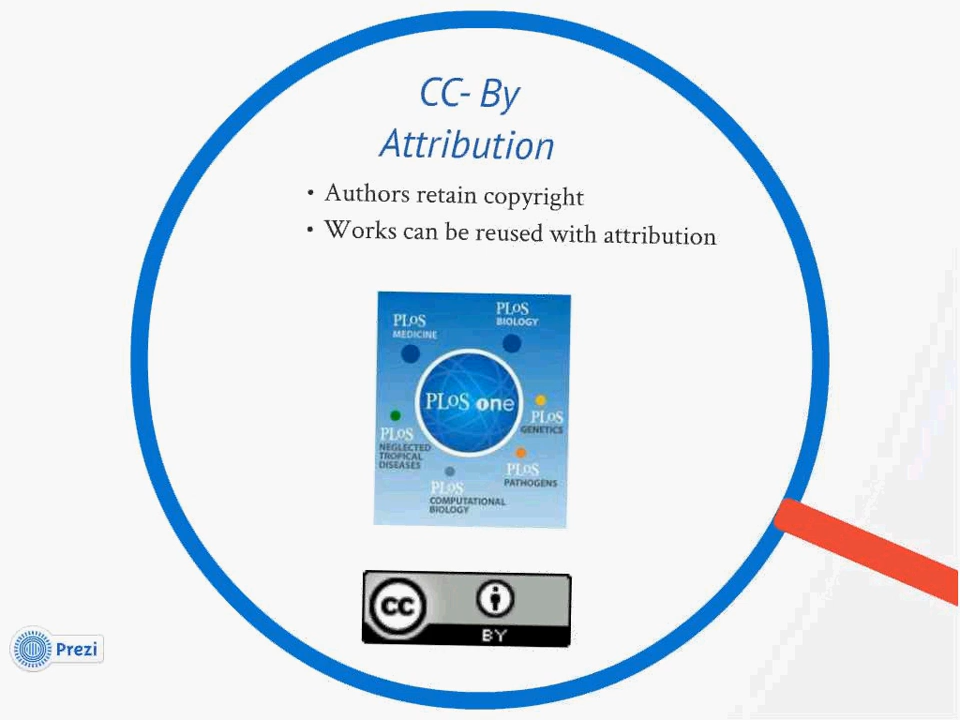 CC- By
Attribution
• Authors retain copyright
• Works can be reused with attribution
PLoS
MEDICINE
PLoS
BIOLOGY
PLoS one
PLoS
GENETICS
PLoS
NEGLECTED
TROPICAL
DISEASES
PLoS
PATHOGENS
PLoS
COMPUTATIONAL
BIOLOGY
CC
BY
Prezi